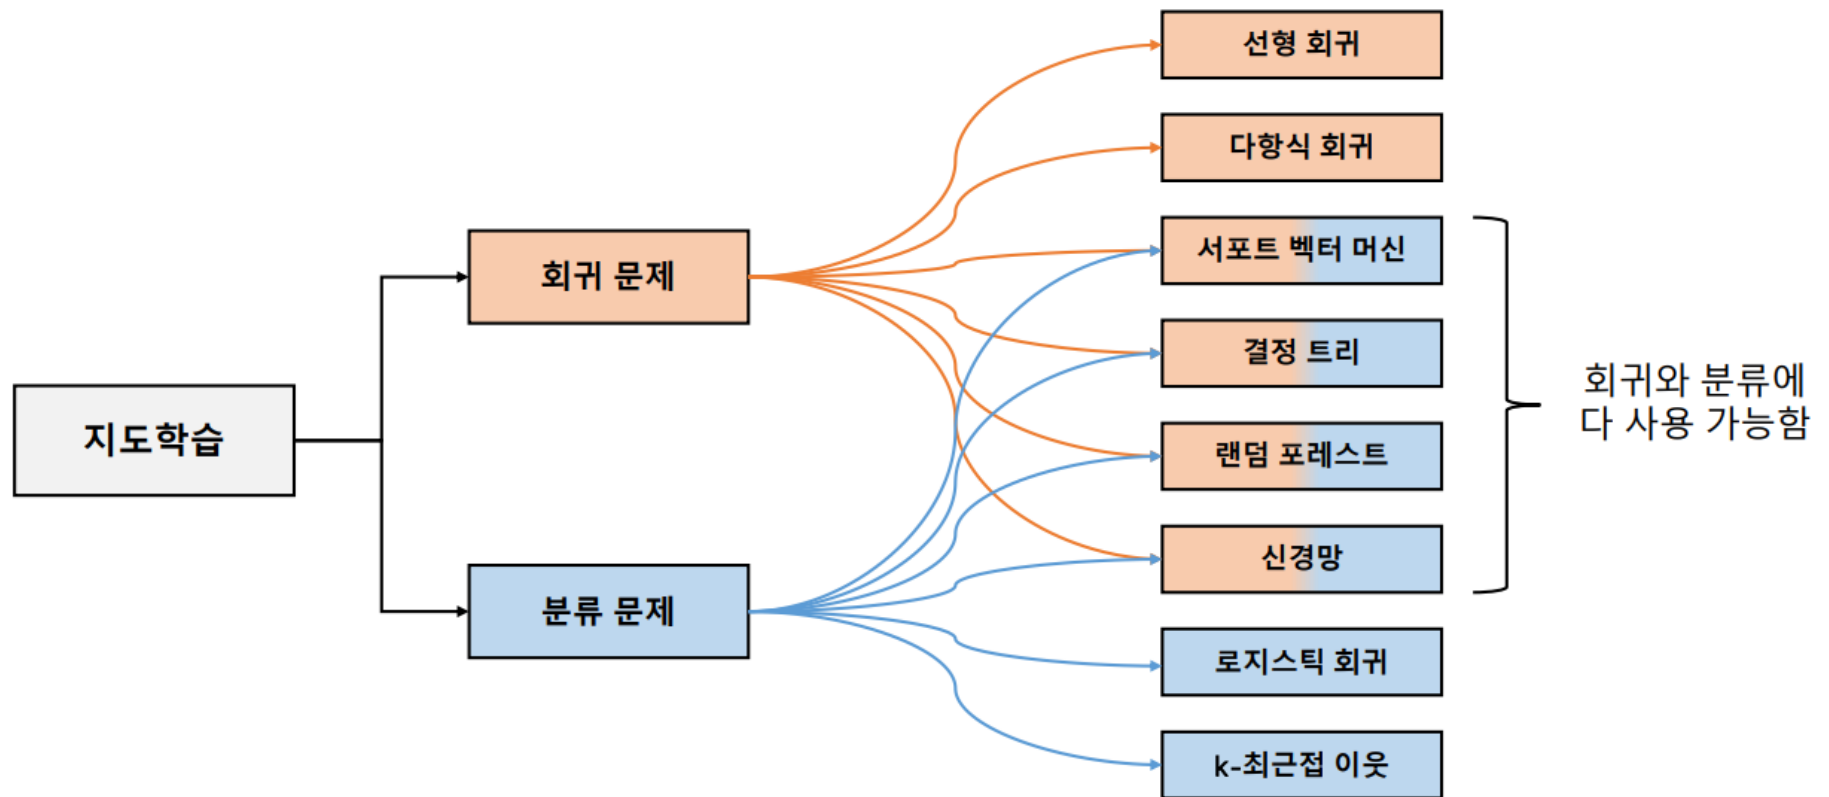 선형 회귀
다항식 회귀
서포트 벡터 머신
회귀 문제
결정 트리
회귀와 분류에
다 사용 가능함
지도학습
랜덤 포레스트
신경망
분류 문제
로지스틱 회귀
k-최근접 이웃